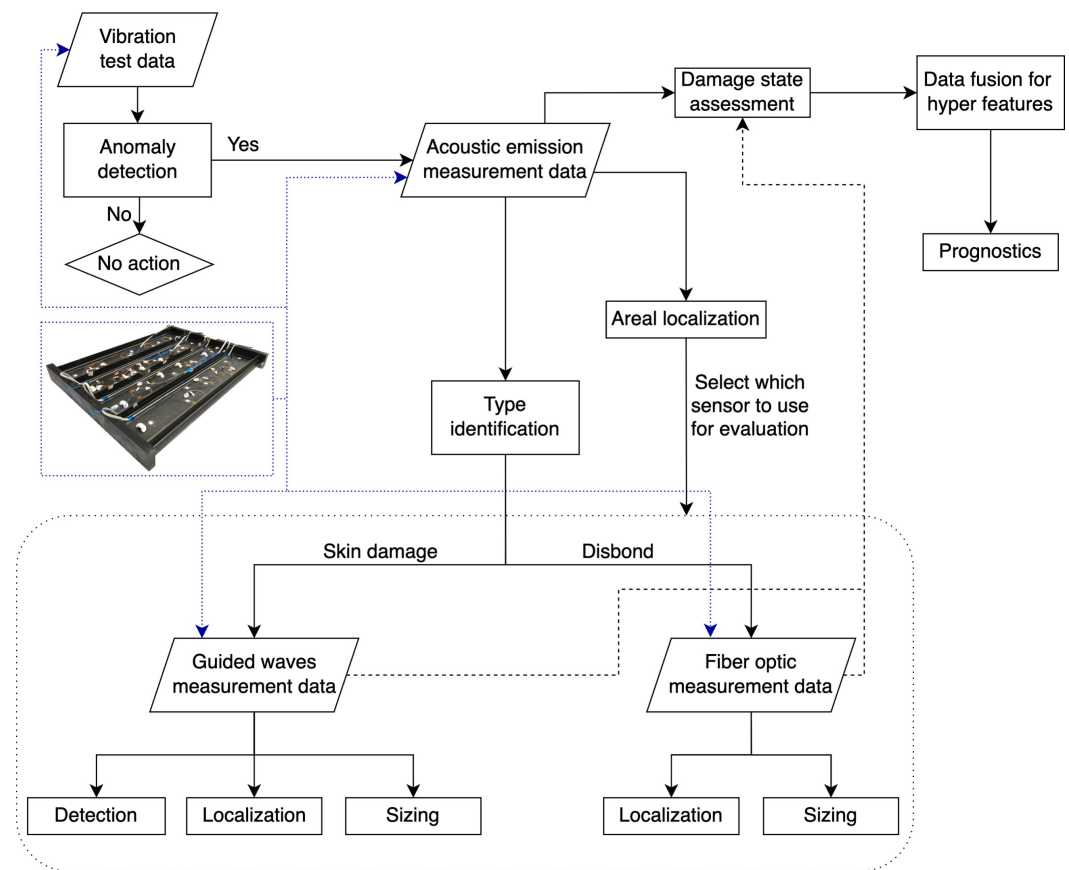 Vibration
test data
Damage state
assessment
Data fusion for
hyper features
Anomaly
detection
Yes
Acoustic emission
measurement data
No
No action
Prognostics
Areal localization
Select which
sensor to use
for evaluation
Type
identification
Skin damage
Disbond
Guided waves
measurement data
Fiber optic
measurement data
Detection
Localization
Sizing
Localization
Sizing